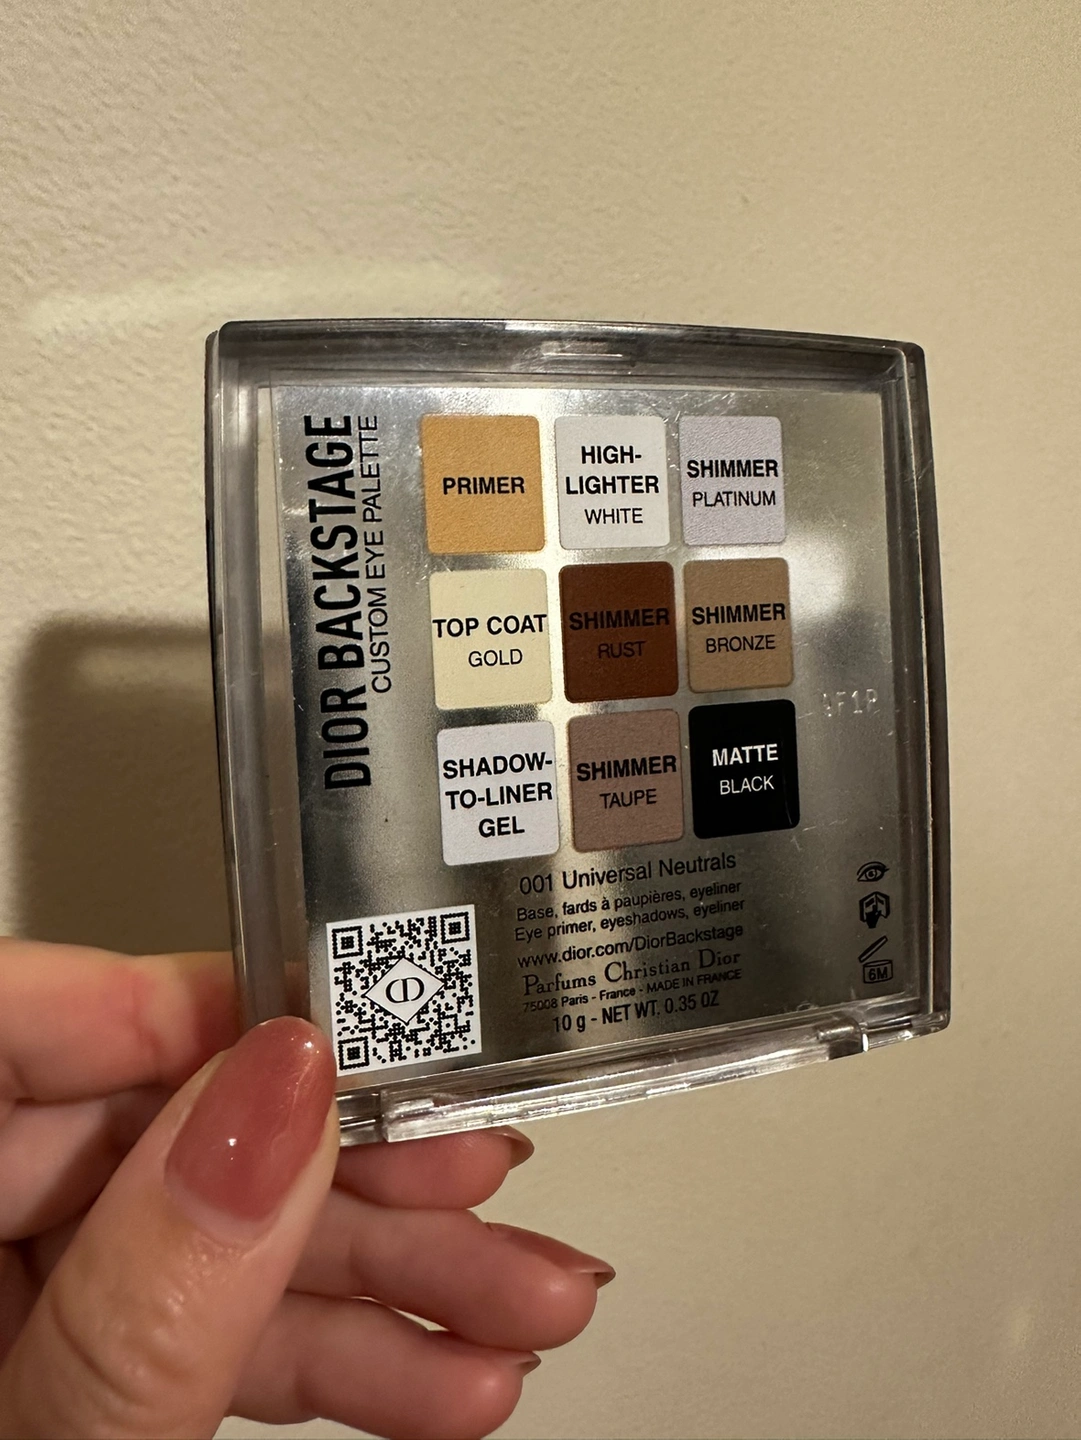 DIOR BACKSTAGE
CUSTOM EYE PALETTE
PRIMER
HIGH-
LIGHTER
WHITE
SHIMMER
PLATINUM
TOP COAT
GOLD
SHIMMER
RUST
SHIMMER
BRONZE
SHADOW-
TO-LINER
GEL
SHIMMER
TAUPE
MATTE
BLACK
001 Universal Neutrals
Base, fards à paupières, eyeliner
Eye primer, eyeshadows, eyeliner
www.dior.com/DiorBackstage
Parfums Christian Dior
75008 Paris - France - MADE IN FRANCE
10 g - NET WT. 0.35 OZ
6M
CD